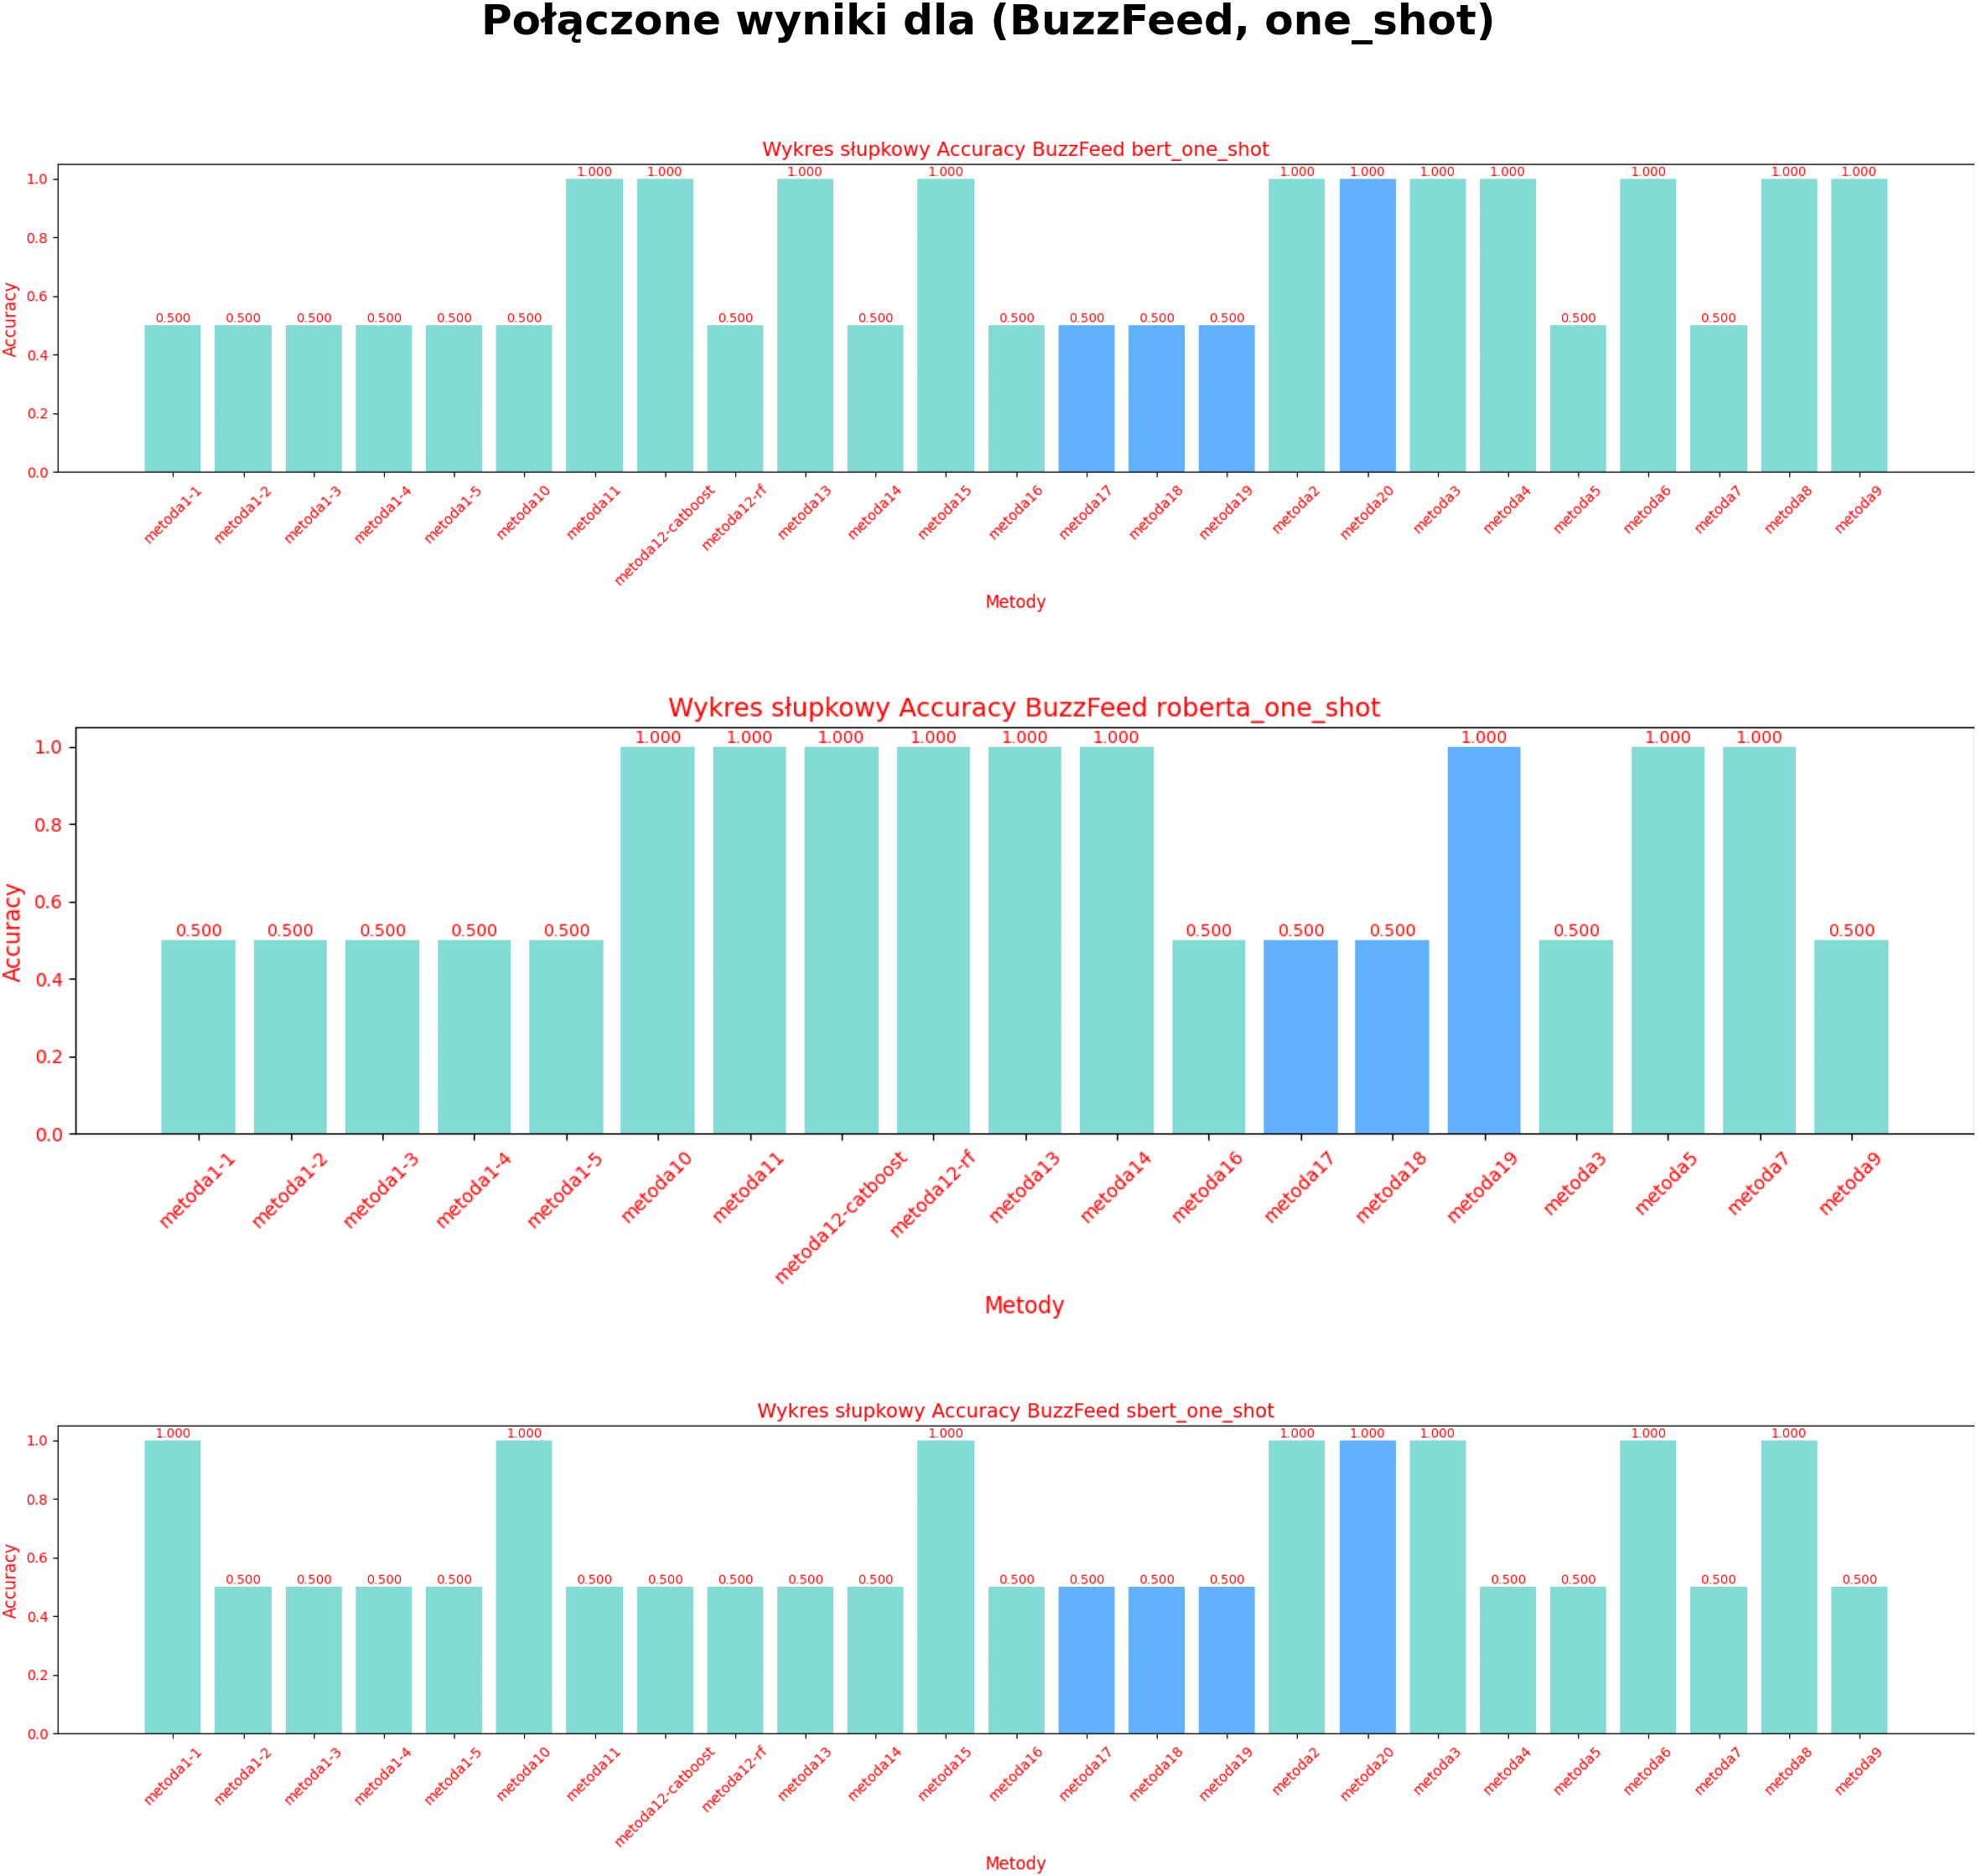 Połączone wyniki dla (BuzzFeed, one_shot)
Wykres słupkowy Accuracy BuzzFeed bert_one_shot
1.000 1.000 1.000 1.000 1.000 1.000 1.000 1.000 1.000 1.000 1.000
0.500 0.500 0.500 0.500 0.500 0.500 0.500 0.500 0.500 0.500 0.500 0.500 0.500 0.500
1.0
0.8
0.6
0.4
0.2
0.0
Accuracy
metoda1-1 metoda1-2 metoda1-3 metoda1-4 metoda1-5 metoda10 metoda11 metoda12-catboost metoda12-rf metoda13 metoda14 metoda15 metoda16 metoda17 metoda18 metoda19 metoda2 metoda20 metoda3 metoda4 metoda5 metoda6 metoda7 metoda8 metoda9
Metody
Wykres słupkowy Accuracy BuzzFeed roberta_one_shot
1.000 1.000 1.000 1.000 1.000 1.000 1.000 1.000 1.000
0.500 0.500 0.500 0.500 0.500 0.500 0.500 0.500 0.500 0.500
1.0
0.8
0.6
0.4
0.2
0.0
Accuracy
metoda1-1 metoda1-2 metoda1-3 metoda1-4 metoda1-5 metoda10 metoda11 metoda12-catboost metoda12-rf metoda13 metoda14 metoda16 metoda17 metoda18 metoda19 metoda3 metoda5 metoda7 metoda9
Metody
Wykres słupkowy Accuracy BuzzFeed sbert_one_shot
1.000 1.000 1.000 1.000 1.000 1.000 1.000 1.000
0.500 0.500 0.500 0.500 0.500 0.500 0.500 0.500 0.500 0.500 0.500 0.500 0.500 0.500 0.500 0.500 0.500
1.0
0.8
0.6
0.4
0.2
0.0
Accuracy
metoda1-1 metoda1-2 metoda1-3 metoda1-4 metoda1-5 metoda10 metoda11 metoda12-catboost metoda12-rf metoda13 metoda14 metoda15 metoda16 metoda17 metoda18 metoda19 metoda2 metoda20 metoda3 metoda4 metoda5 metoda6 metoda7 metoda8 metoda9
Metody